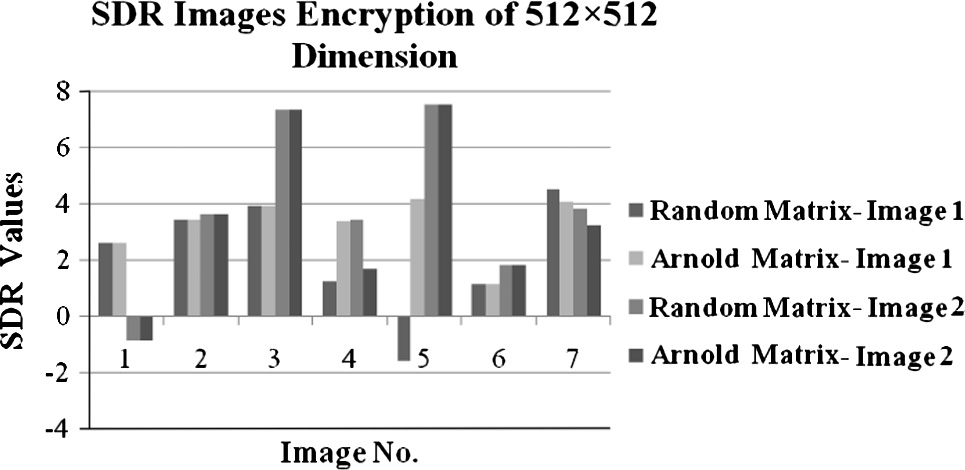 SDR Images Encryption of 512×512
Dimension
8
6
4
2
0
-2
-4
SDR Values
1 2 3 4 5 6 7
Image No.
Random Matrix- Image 1
Arnold Matrix- Image 1
Random Matrix- Image 2
Arnold Matrix- Image 2